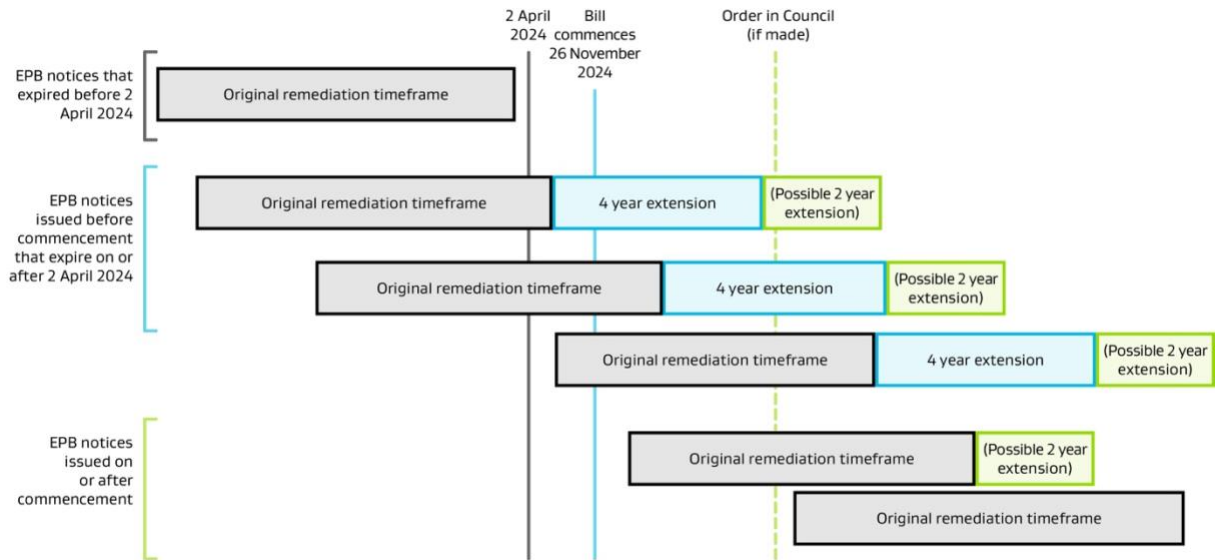 2 April
2024
Bill
commences
26 November
2024
Order in Council
(if made)
EPB notices that
expired before 2
April 2024
Original remediation timeframe
EPB notices
issued before
commencement
that expire on or
after 2 April 2024
Original remediation timeframe
4 year extension
(Possible 2 year
extension)
Original remediation timeframe
4 year extension
(Possible 2 year
extension)
Original remediation timeframe
4 year extension
(Possible 2 year
extension)
EPB notices
issued on
or after
commencement
Original remediation timeframe
(Possible 2 year
extension)
Original remediation timeframe